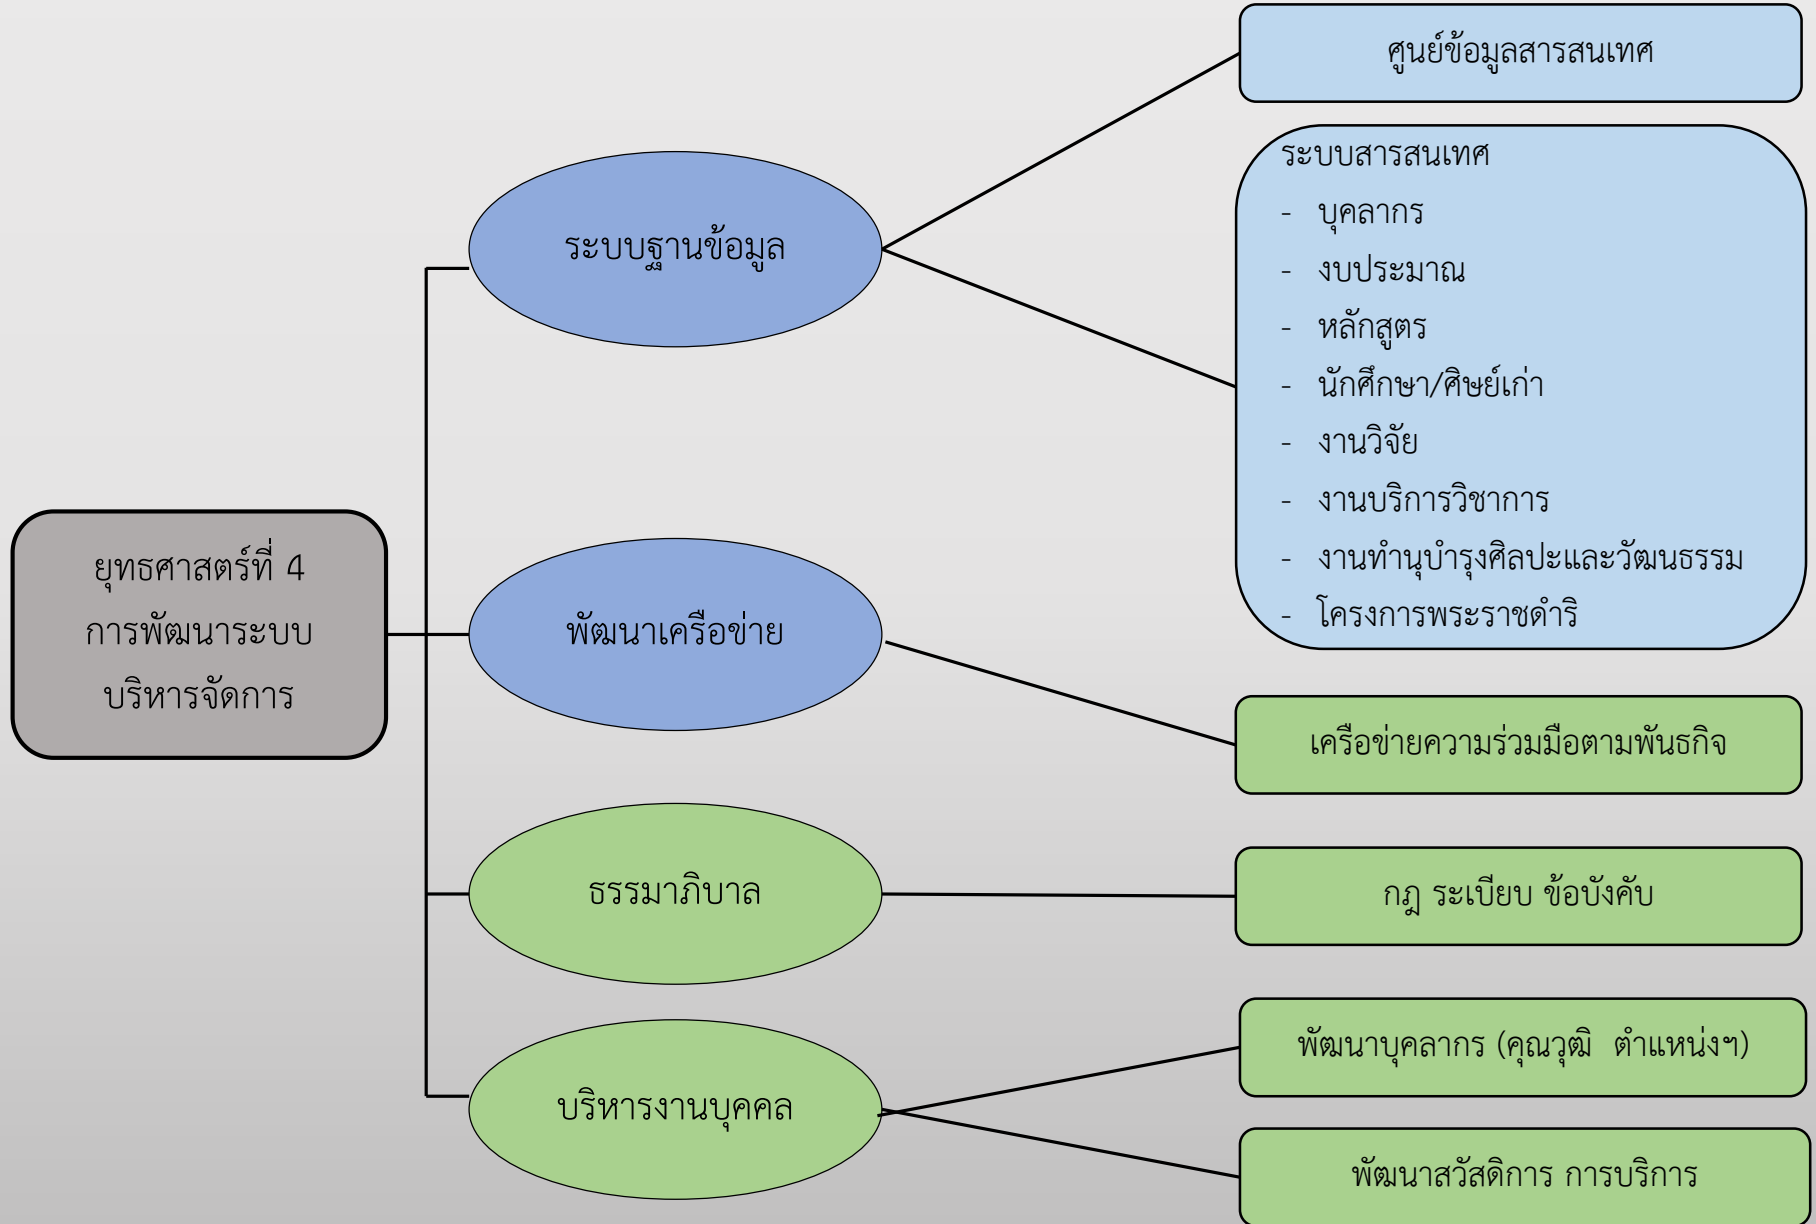 ศูนย์ข้อมูลสารสนเทศ
ระบบฐานข้อมูล
ระบบสารสนเทศ
- บุคลากร
- งบประมาณ
- หลักสูตร
- นักศึกษา/ศิษย์เก่า
- งานวิจัย
- งานบริการวิชาการ
- งานทำนุบำรุงศิลปะและวัฒนธรรม
- โครงการพระราชดำริ
ยุทธศาสตร์ที่ 4
การพัฒนาระบบ
บริหารจัดการ
พัฒนาเครือข่าย
เครือข่ายความร่วมมือตามพันธกิจ
ธรรมาภิบาล
กฎ ระเบียบ ข้อบังคับ
บริหารงานบุคคล
พัฒนาบุคลากร (คุณวุฒิ ตำแหน่งฯ)
พัฒนาสวัสดิการ การบริการ